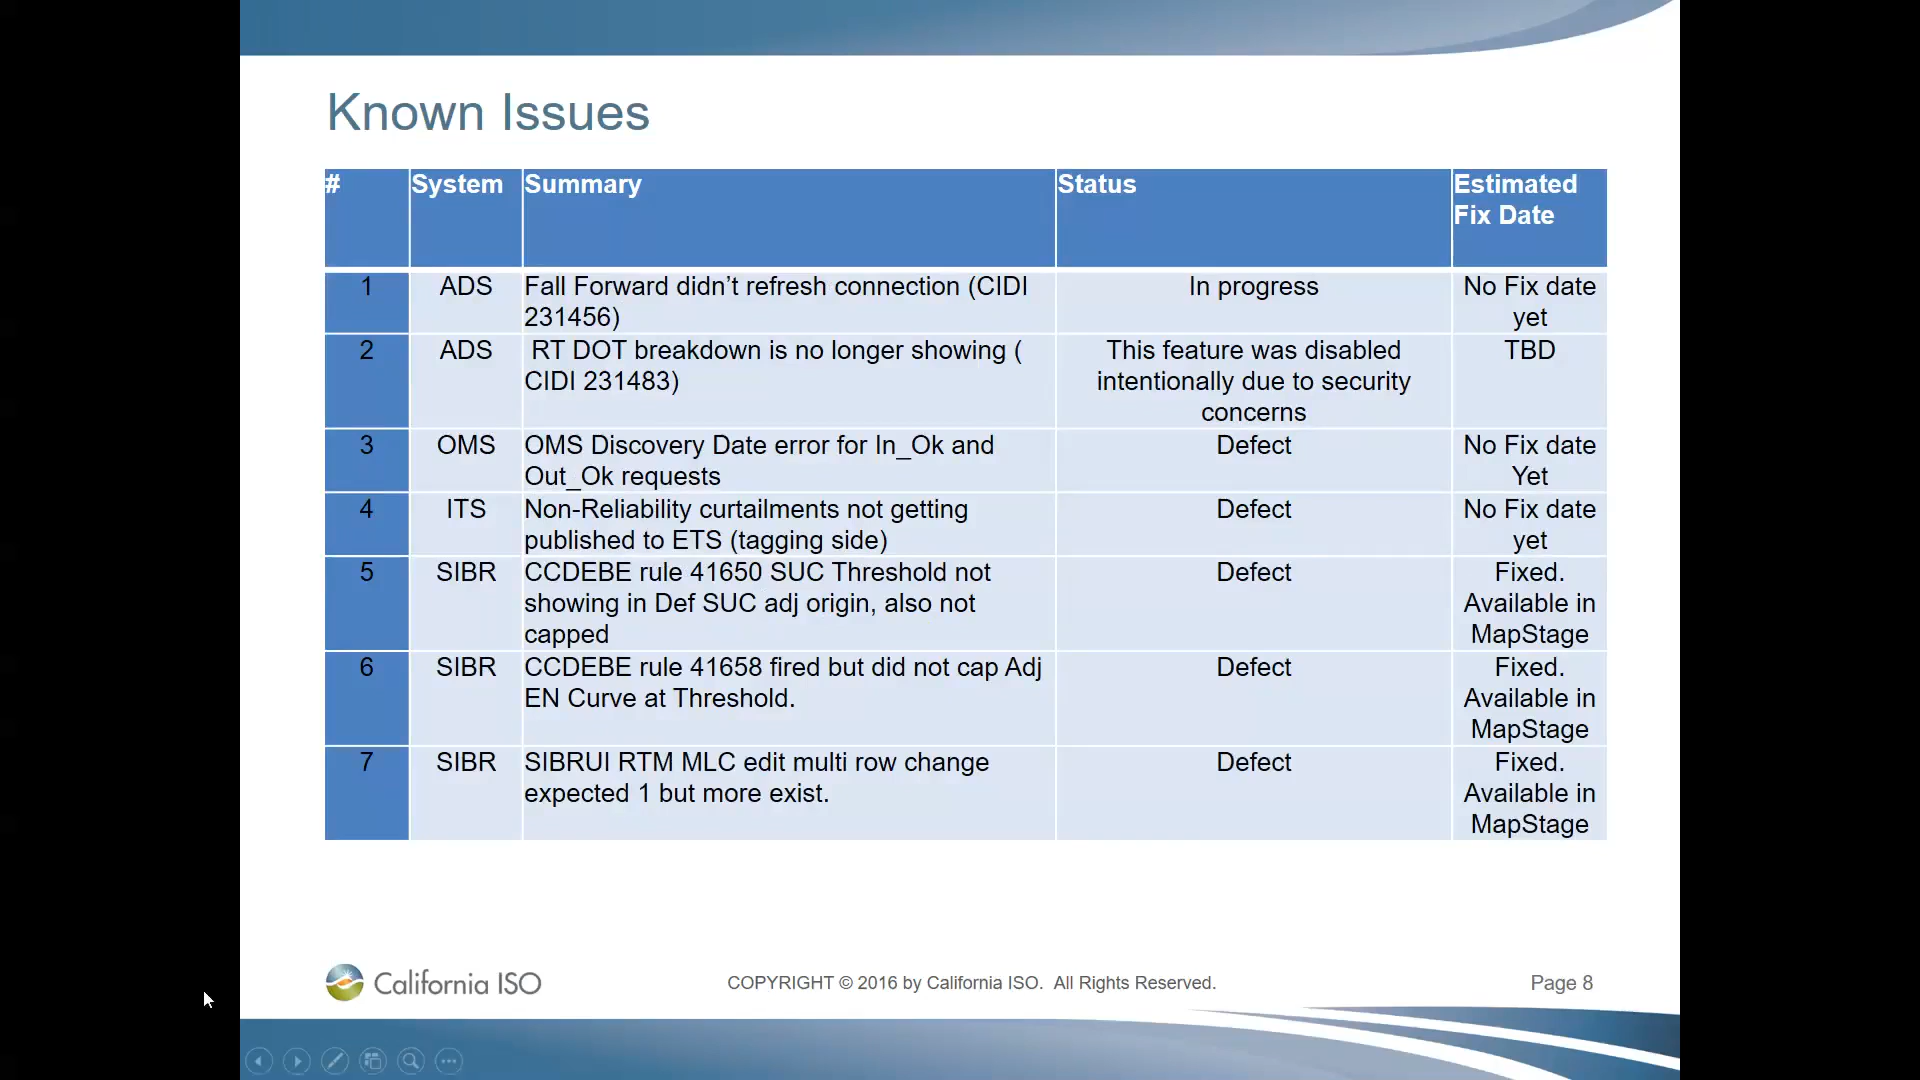 Known Issues
# System Summary Status Estimated
Fix Date
1 ADS Fall Forward didn’t refresh connection (CIDI In progress No Fix date
231456) yet
2 ADS RT DOT breakdown is no longer showing ( This feature was disabled TBD
CIDI 231483) intentionally due to security
concerns
3 OMS OMS Discovery Date error for In_Ok and Defect No Fix date
Out_Ok requests Yet
4 ITS Non-Reliability curtailments not getting Defect No Fix date
published to ETS (tagging side) yet
5 SIBR CCDEBE rule 41650 SUC Threshold not Defect Fixed.
showing in Def SUC adj origin, also not Available in
capped MapStage
6 SIBR CCDEBE rule 41658 fired but did not cap Adj Defect Fixed.
EN Curve at Threshold. Available in
MapStage
7 SIBR SIBRUI RTM MLC edit multi row change Defect Fixed.
expected 1 but more exist. Available in
MapStage
California ISO COPYRIGHT © 2016 by California ISO. All Rights Reserved. Page 8